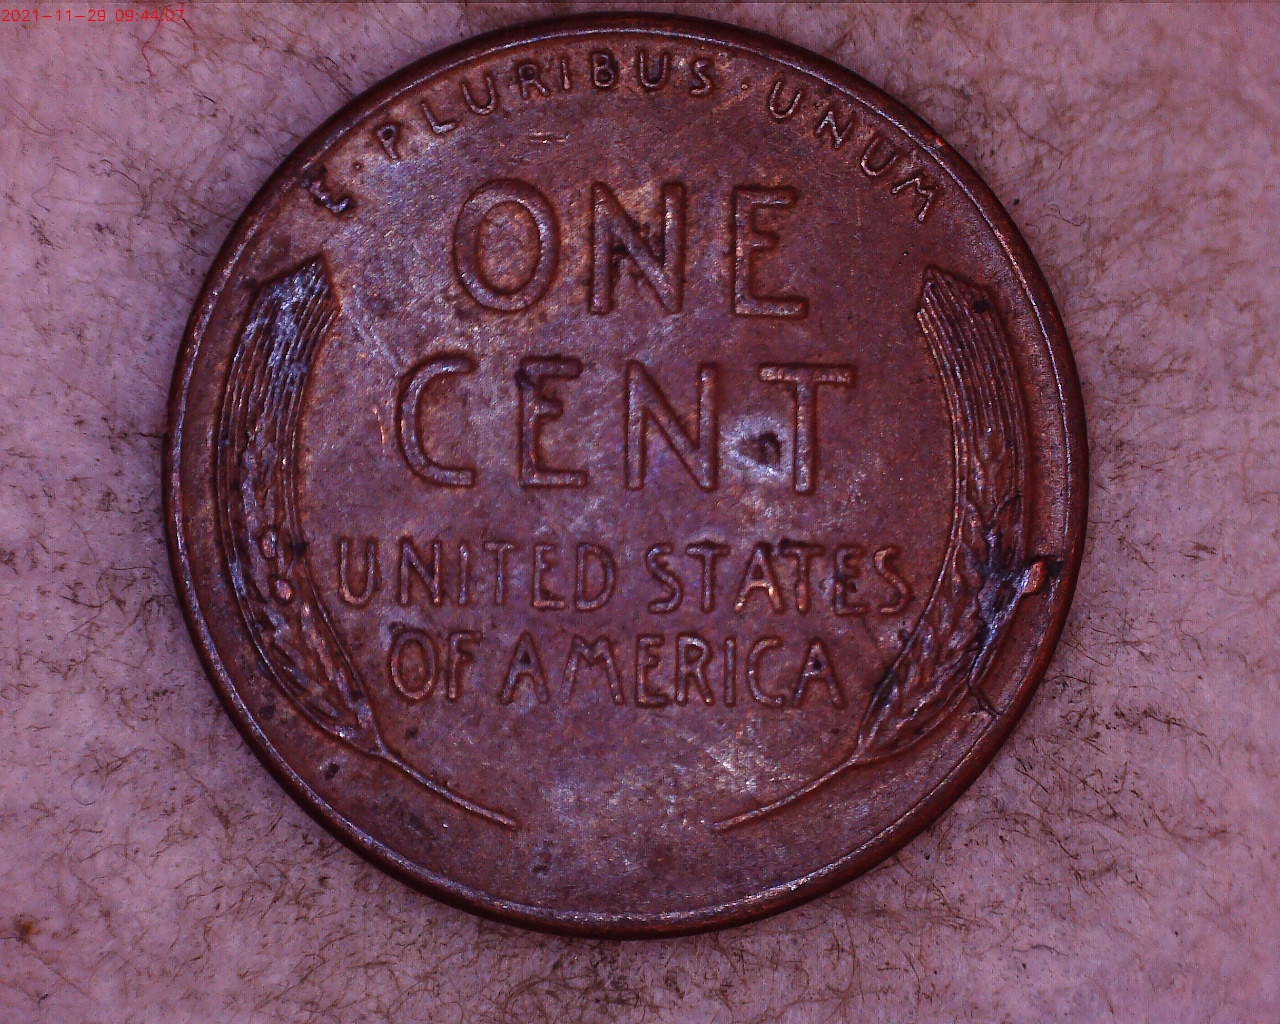 2021-11-29 09:44:07
E·PLURIBUS·UNUM
ONE
CENT
UNITED STATES
OF AMERICA